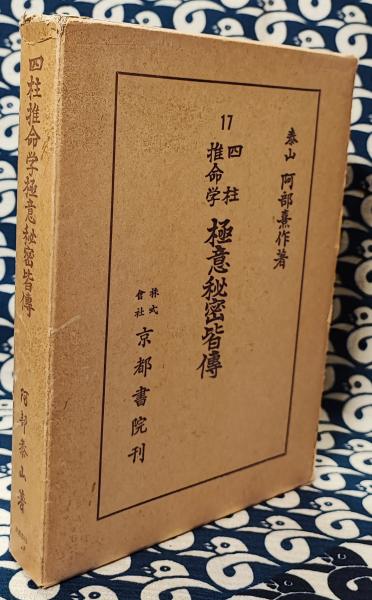 泰山 阿部熹作著
17
四柱
推命学
極意秘密皆傳
株式
會社
京都書院刊
四柱推命学極意秘密皆傳
阿部泰山著